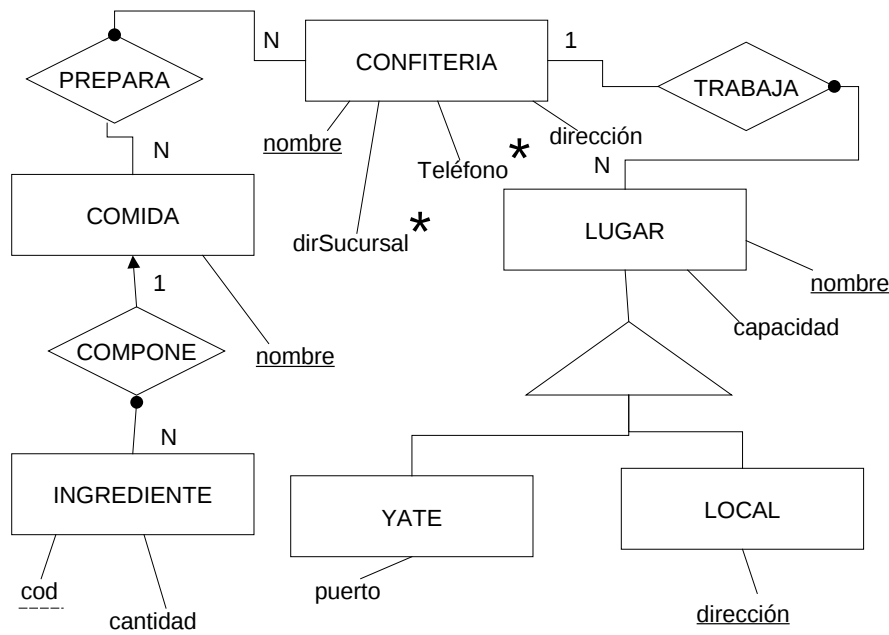 N
CONFITERIA
1
PREPARA
TRABAJA
nombre
dirección
Teléfono*
N
N
COMIDA
LUGAR
dirSucursal*
nombre
1
capacidad
COMPONE
nombre
N
INGREDIENTE
YATE
LOCAL
cod
puerto
cantidad
dirección